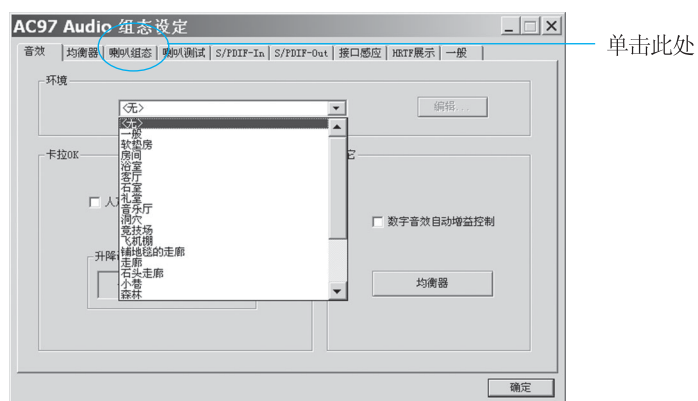 AC97 Audio 组态设定
音效 均衡器 喇叭组态 喇叭测试 S/PDIF-In S/PDIF-Out 接口感应 HRTF展示 一般
单击此处
环境
<无>
编辑...
<无>
一般
软垫房
房间
浴室
客厅
石室
礼堂
音乐厅
洞穴
竞技场
飞机棚
铺地毯的走廊
走廊
石头走廊
小巷
森林
卡拉OK
升降
数字音效自动增益控制
均衡器
确定